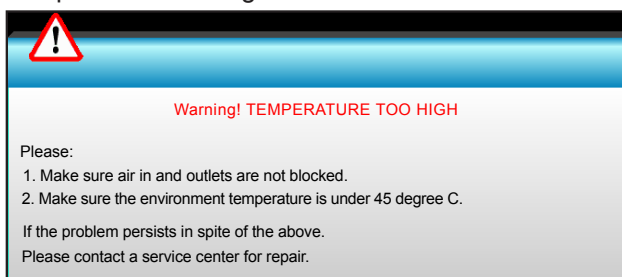 Warning! TEMPERATURE TOO HIGH
Please:
1. Make sure air in and outlets are not blocked.
2. Make sure the environment temperature is under 45 degree C.
If the problem persists in spite of the above.
Please contact a service center for repair.